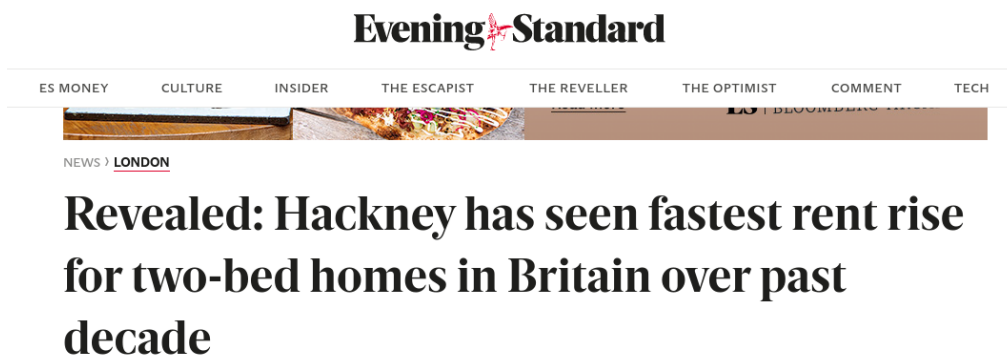 Evening Standard
ES MONEY CULTURE INSIDER THE ESCAPIST THE REVELLER THE OPTIMIST COMMENT TECH
NEWS › LONDON
Revealed: Hackney has seen fastest rent rise
for two-bed homes in Britain over past
decade